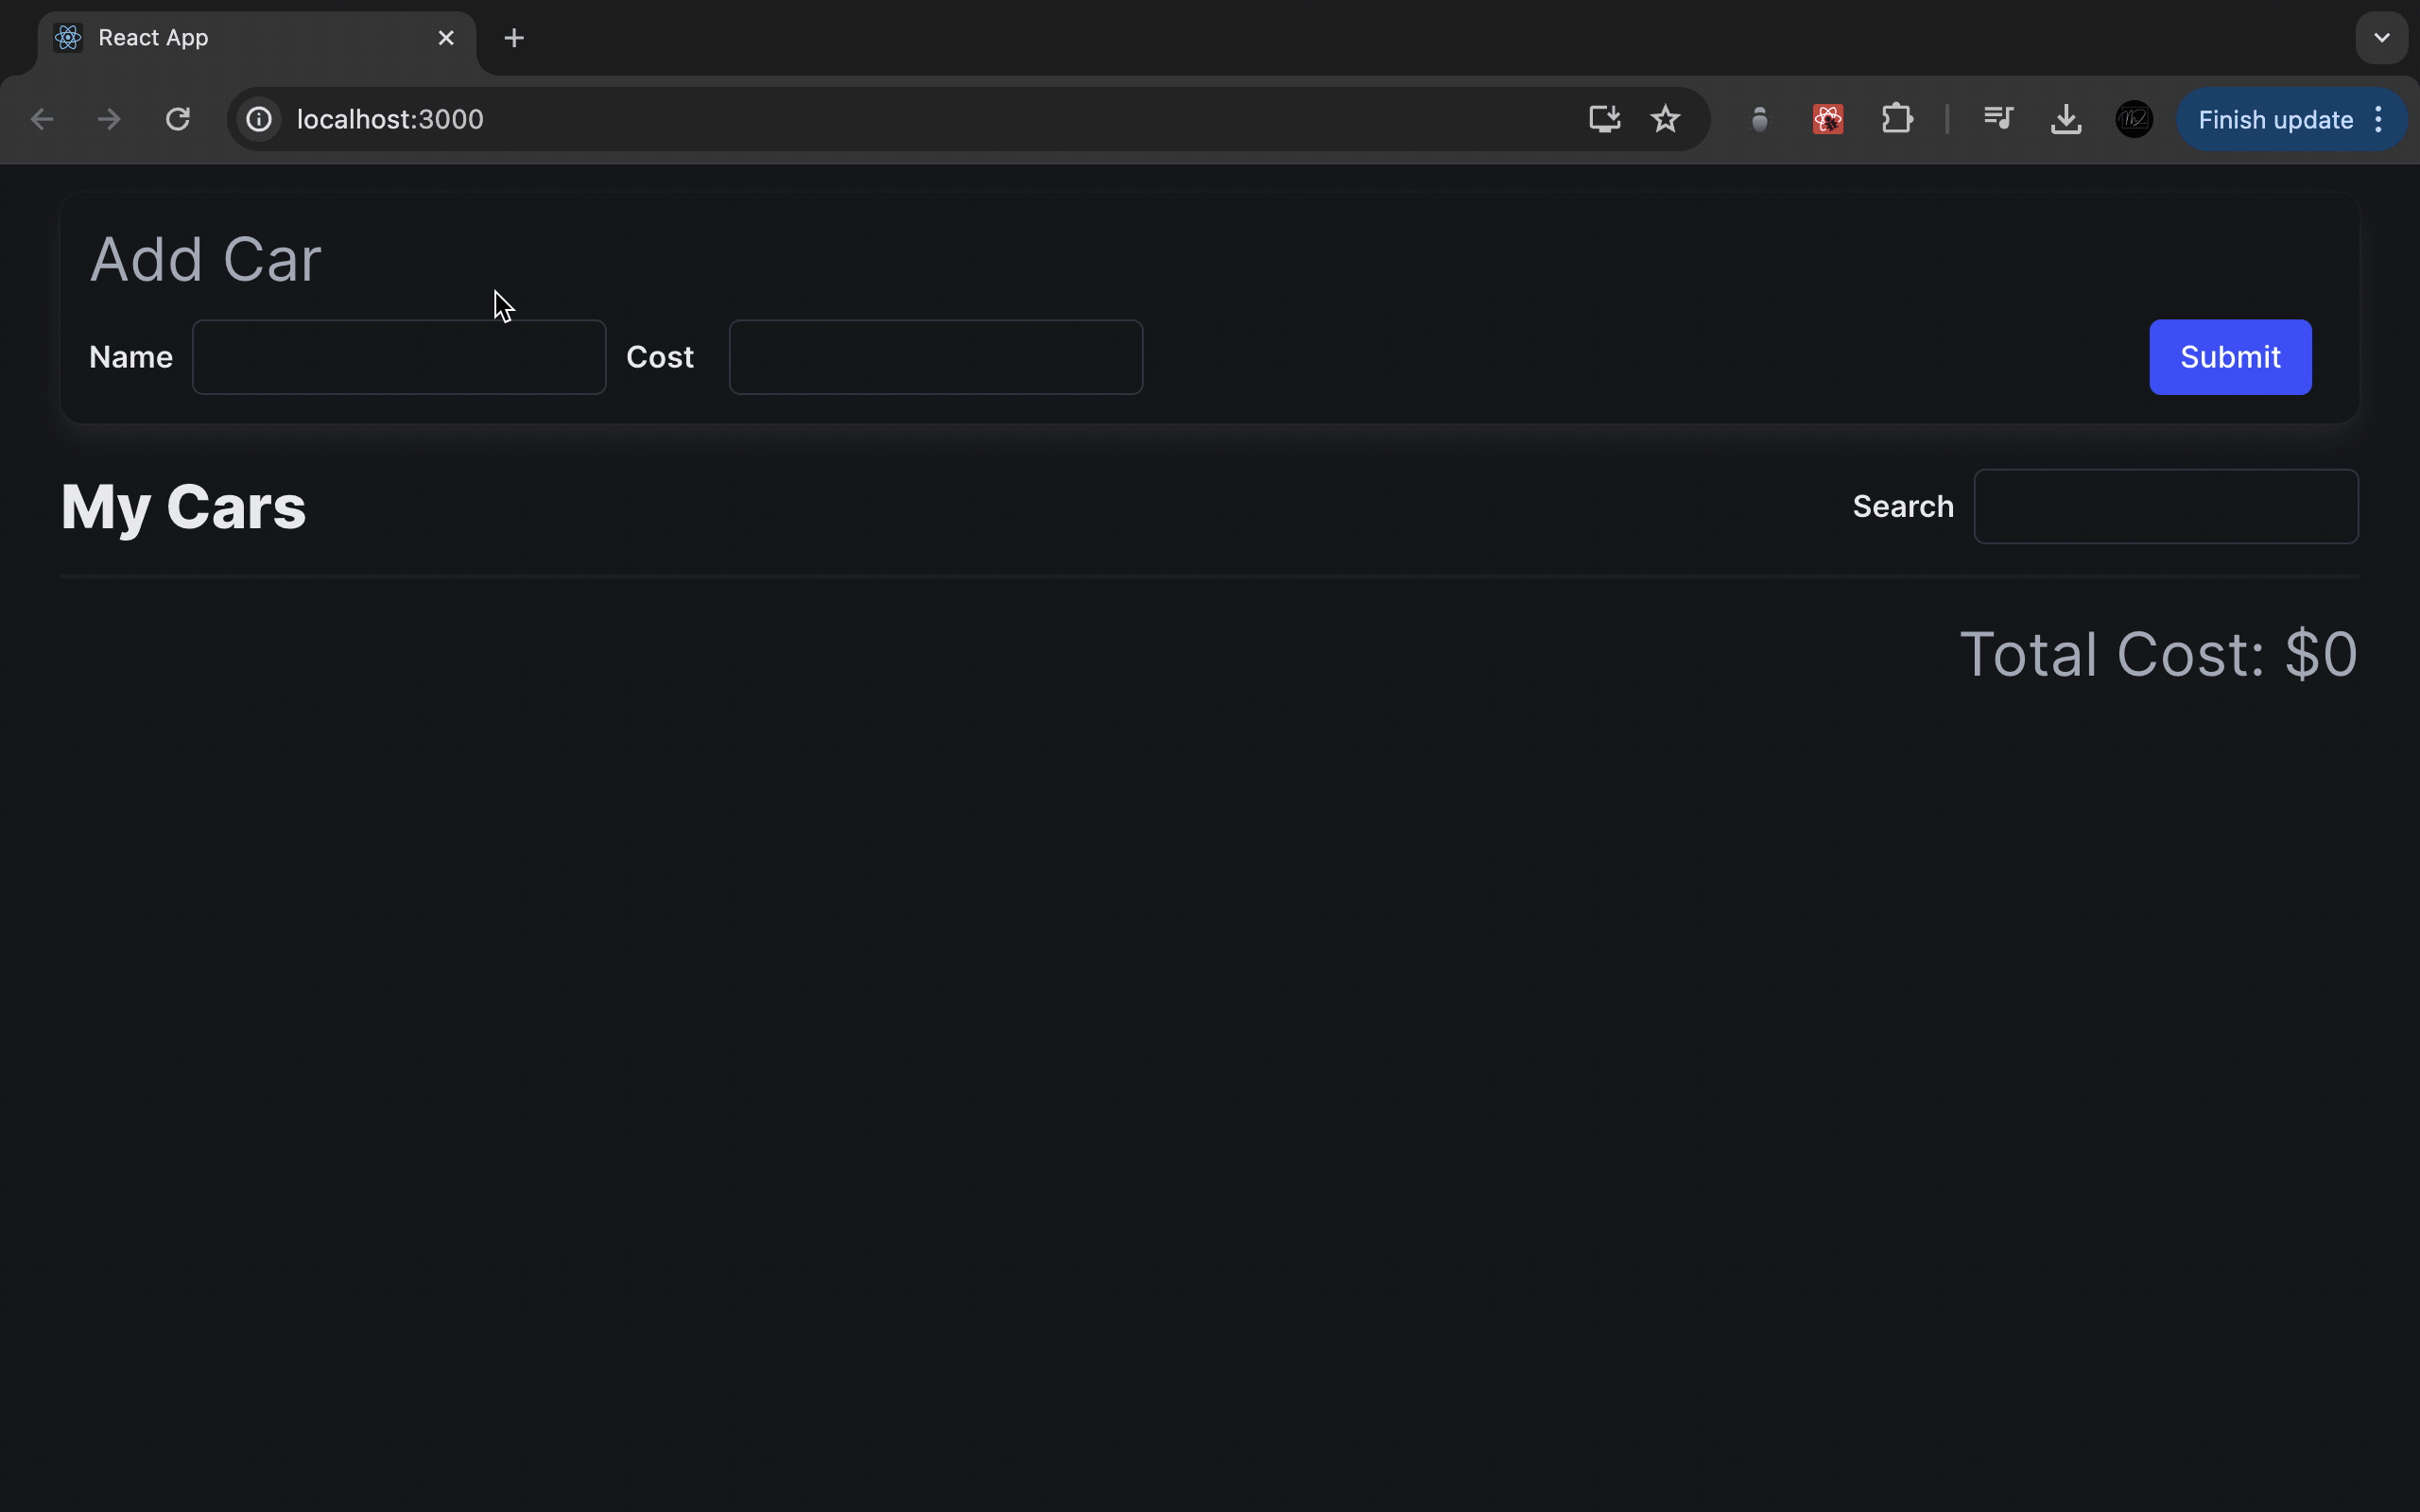 React App
localhost:3000
Finish update
Add Car
Name
Cost
Submit
My Cars
Search
Total Cost: $0